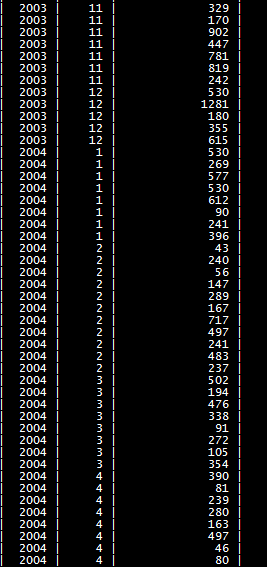 | 2003 | 11 | 329 |
| 2003 | 11 | 170 |
| 2003 | 11 | 902 |
| 2003 | 11 | 447 |
| 2003 | 11 | 781 |
| 2003 | 11 | 819 |
| 2003 | 11 | 242 |
| 2003 | 12 | 530 |
| 2003 | 12 | 1281 |
| 2003 | 12 | 180 |
| 2003 | 12 | 355 |
| 2003 | 12 | 615 |
| 2004 | 1 | 530 |
| 2004 | 1 | 269 |
| 2004 | 1 | 577 |
| 2004 | 1 | 530 |
| 2004 | 1 | 612 |
| 2004 | 1 | 90 |
| 2004 | 1 | 241 |
| 2004 | 1 | 396 |
| 2004 | 2 | 43 |
| 2004 | 2 | 240 |
| 2004 | 2 | 56 |
| 2004 | 2 | 147 |
| 2004 | 2 | 289 |
| 2004 | 2 | 167 |
| 2004 | 2 | 717 |
| 2004 | 2 | 497 |
| 2004 | 2 | 241 |
| 2004 | 2 | 483 |
| 2004 | 2 | 237 |
| 2004 | 3 | 502 |
| 2004 | 3 | 194 |
| 2004 | 3 | 476 |
| 2004 | 3 | 338 |
| 2004 | 3 | 91 |
| 2004 | 3 | 272 |
| 2004 | 3 | 105 |
| 2004 | 3 | 354 |
| 2004 | 4 | 390 |
| 2004 | 4 | 81 |
| 2004 | 4 | 239 |
| 2004 | 4 | 280 |
| 2004 | 4 | 163 |
| 2004 | 4 | 497 |
| 2004 | 4 | 46 |
| 2004 | 4 | 80 |